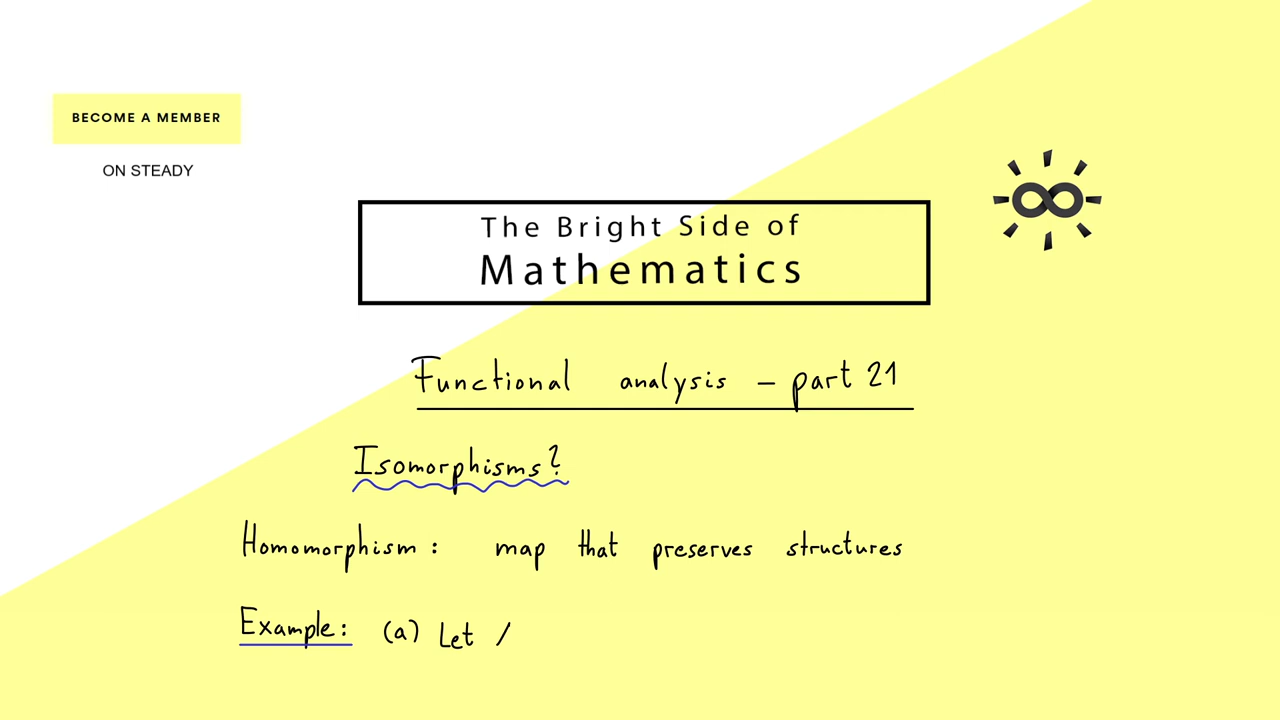 BECOME A MEMBER
ON STEADY
The Bright Side of
Mathematics
Functional analysis – part 21
Isomorphisms?
Homomorphism: map that preserves structures
Example: (a) Let